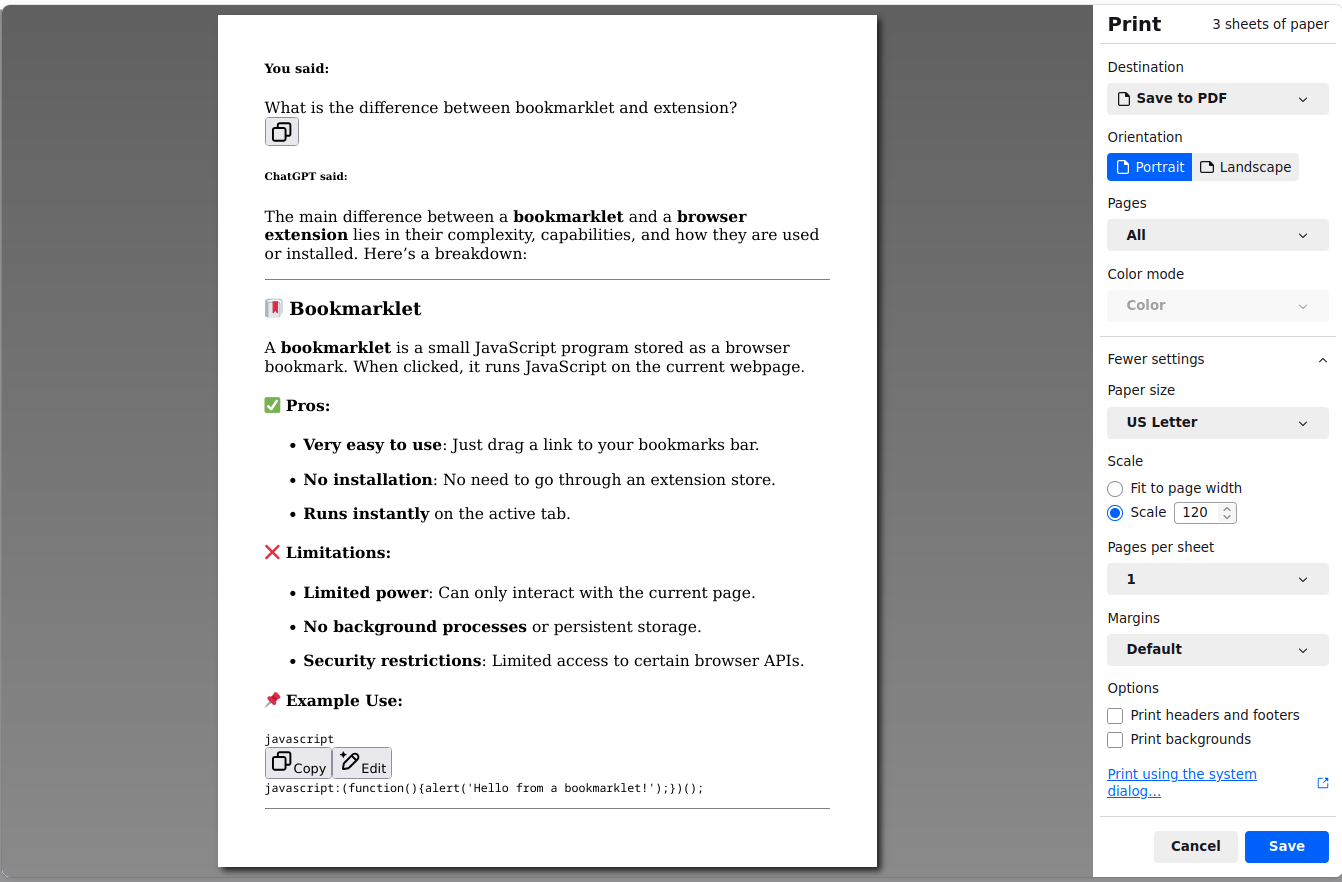 You said:
What is the difference between bookmarklet and extension?
ChatGPT said:
The main difference between a bookmarklet and a browser
extension lies in their complexity, capabilities, and how they are used
or installed. Here’s a breakdown:
Bookmarklet
A bookmarklet is a small JavaScript program stored as a browser
bookmark. When clicked, it runs JavaScript on the current webpage.
Pros:
• Very easy to use: Just drag a link to your bookmarks bar.
• No installation: No need to go through an extension store.
• Runs instantly on the active tab.
Limitations:
• Limited power: Can only interact with the current page.
• No background processes or persistent storage.
• Security restrictions: Limited access to certain browser APIs.
Example Use:
javascript
Copy Edit
javascript:(function(){alert('Hello from a bookmarklet!');})();
Print 3 sheets of paper
Destination
Save to PDF
Orientation
Portrait Landscape
Pages
All
Color mode
Color
Fewer settings
Paper size
US Letter
Scale
Fit to page width
Scale 120
Pages per sheet
1
Margins
Default
Options
Print headers and footers
Print backgrounds
Print using the system
dialog…
Cancel Save